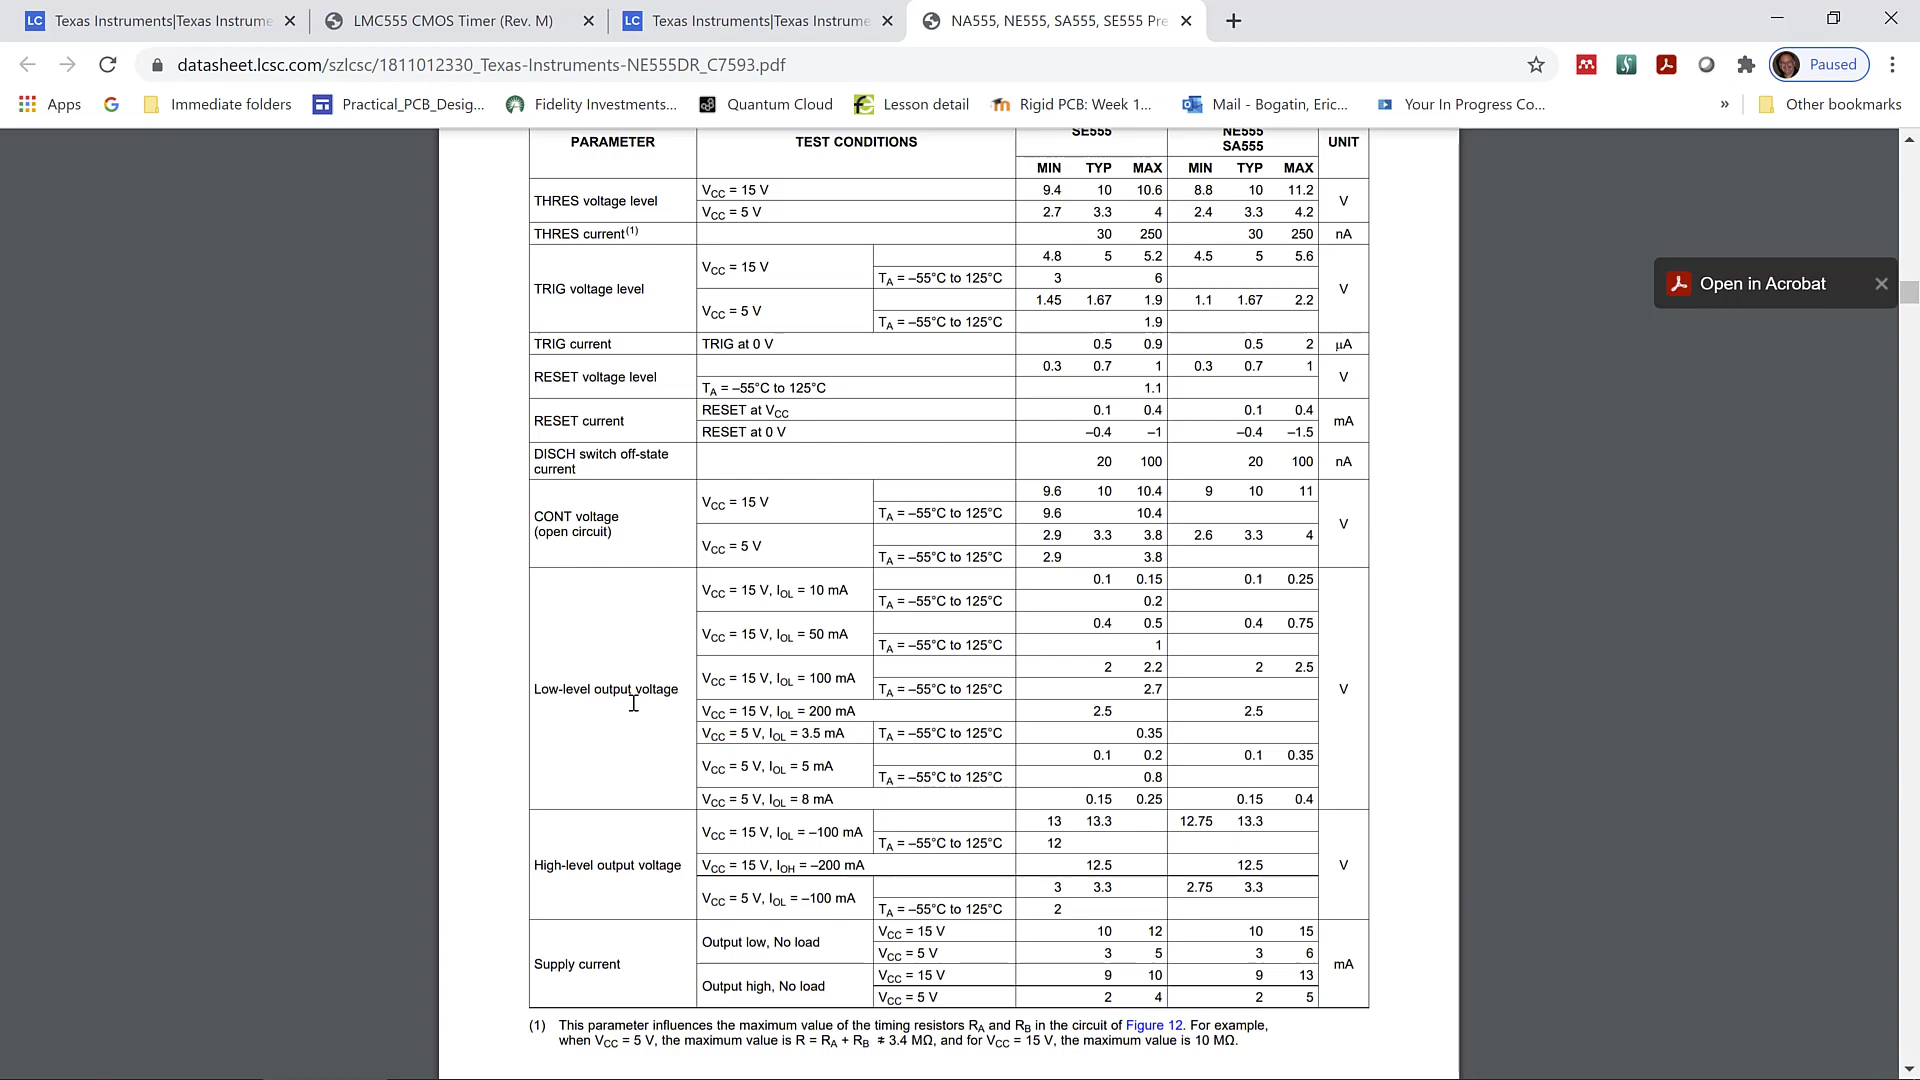 Texas Instruments|Texas Instrume
LMC555 CMOS Timer (Rev. M)
Texas Instruments|Texas Instrume
NA555, NE555, SA555, SE555 Pre
datasheet.lcsc.com/szlcsc/1811012330_Texas-Instruments-NE555DR_C7593.pdf
Paused
Apps
Immediate folders
Practical_PCB_Desig...
Fidelity Investments...
Quantum Cloud
Lesson detail
Rigid PCB: Week 1...
Mail - Bogatin, Eric...
Your In Progress Co...
»
Other bookmarks
PARAMETER TEST CONDITIONS SE555 NE555 SA555 UNIT
MIN TYP MAX MIN TYP MAX
THRES voltage level VCC = 15 V 9.4 10 10.6 8.8 10 11.2 V
VCC = 5 V 2.7 3.3 4 2.4 3.3 4.2
THRES current(1) 30 250 30 250 nA
TRIG voltage level VCC = 15 V 4.8 5 5.2 4.5 5 5.6 V
TA = –55°C to 125°C 3 6
VCC = 5 V 1.45 1.67 1.9 1.1 1.67 2.2
TA = –55°C to 125°C 1.9
TRIG current TRIG at 0 V 0.5 0.9 0.5 2 μA
RESET voltage level 0.3 0.7 1 0.3 0.7 1 V
TA = –55°C to 125°C 1.1
RESET current RESET at VCC 0.1 0.4 0.1 0.4 mA
RESET at 0 V –0.4 –1 –0.4 –1.5
DISCH switch off-state
current 20 100 20 100 nA
CONT voltage
(open circuit) VCC = 15 V 9.6 10 10.4 9 10 11 V
TA = –55°C to 125°C 9.6 10.4
VCC = 5 V 2.9 3.3 3.8 2.6 3.3 4
TA = –55°C to 125°C 2.9 3.8
Low-level output voltage VCC = 15 V, IOL = 10 mA 0.1 0.15 0.1 0.25 V
TA = –55°C to 125°C 0.2
VCC = 15 V, IOL = 50 mA 0.4 0.5 0.4 0.75
TA = –55°C to 125°C 1
VCC = 15 V, IOL = 100 mA 2 2.2 2 2.5
TA = –55°C to 125°C 2.7
VCC = 15 V, IOL = 200 mA 2.5 2.5
VCC = 5 V, IOL = 3.5 mA TA = –55°C to 125°C 0.35
VCC = 5 V, IOL = 5 mA 0.1 0.2 0.1 0.35
TA = –55°C to 125°C 0.8
VCC = 5 V, IOL = 8 mA 0.15 0.25 0.15 0.4
High-level output voltage VCC = 15 V, IOL = –100 mA 13 13.3 12.75 13.3 V
TA = –55°C to 125°C 12
VCC = 15 V, IOH = –200 mA 12.5 12.5
VCC = 5 V, IOL = –100 mA 3 3.3 2.75 3.3
TA = –55°C to 125°C 2
Supply current Output low, No load VCC = 15 V 10 12 10 15 mA
VCC = 5 V 3 5 3 6
Output high, No load VCC = 15 V 9 10 9 13
VCC = 5 V 2 4 2 5
(1) This parameter influences the maximum value of the timing resistors RA and RB in the circuit of Figure 12. For example,
when VCC = 5 V, the maximum value is R = RA + RB ≉ 3.4 MΩ, and for VCC = 15 V, the maximum value is 10 MΩ.
Open in Acrobat